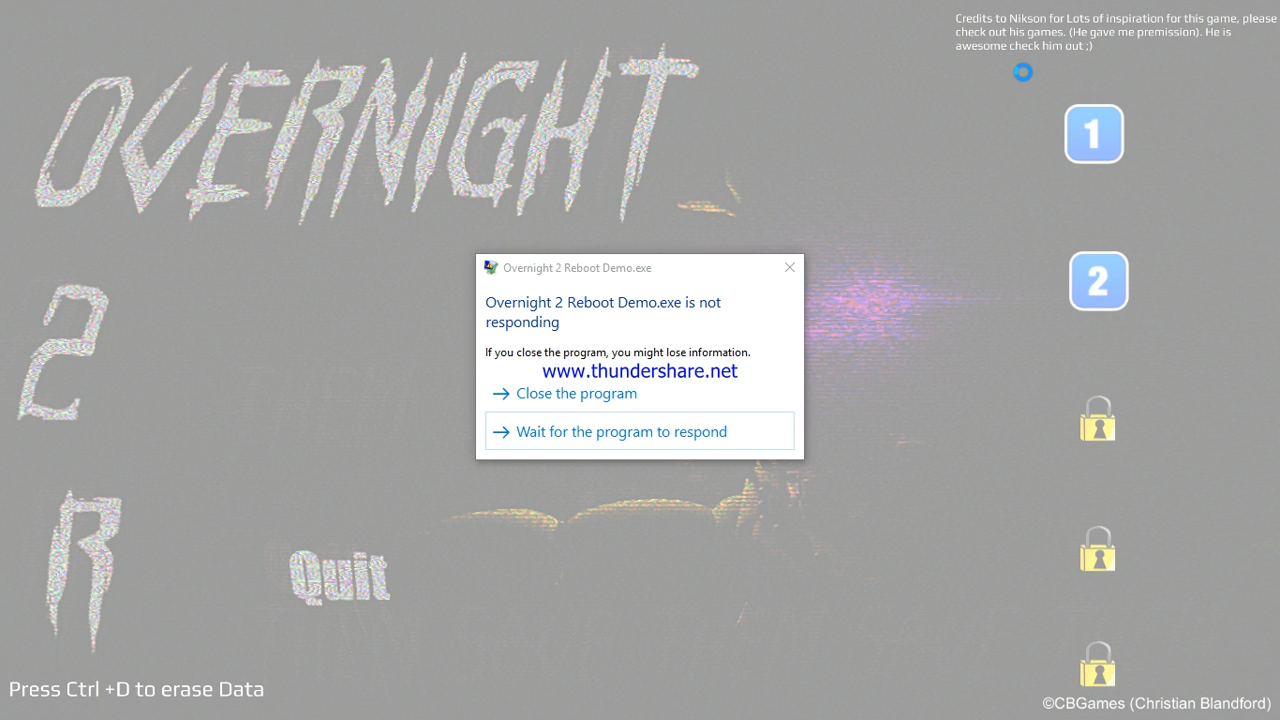 Credits to Nikson for Lots of inspiration for this game, please
check out his games. (He gave me premission). He is
awesome check him out ;)
OVERNIGHT
1
2
2
R
Overnight 2 Reboot Demo.exe
Overnight 2 Reboot Demo.exe is not
responding
If you close the program, you might lose information.
www.thundershare.net
Close the program
Wait for the program to respond
Quit
Press Ctrl +D to erase Data
©CBGames (Christian Blandford)